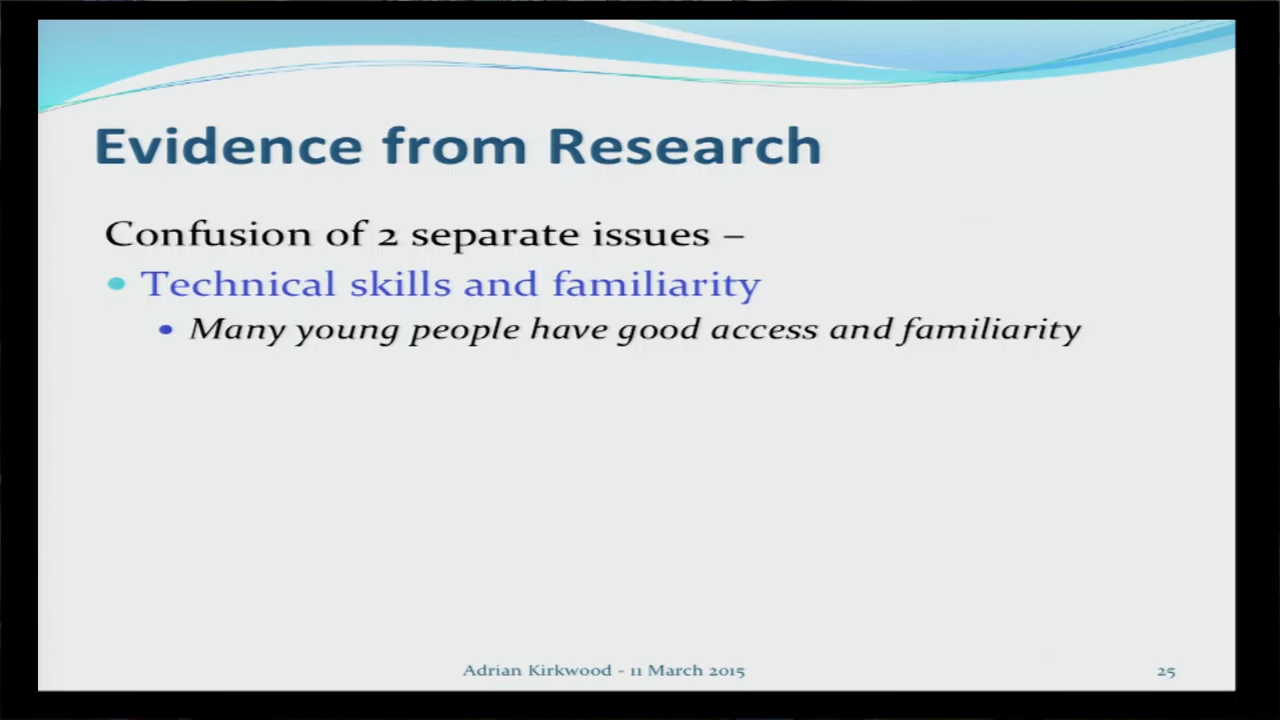 Evidence from Research
Confusion of 2 separate issues –
• Technical skills and familiarity
• Many young people have good access and familiarity
Adrian Kirkwood - 11 March 2015
25